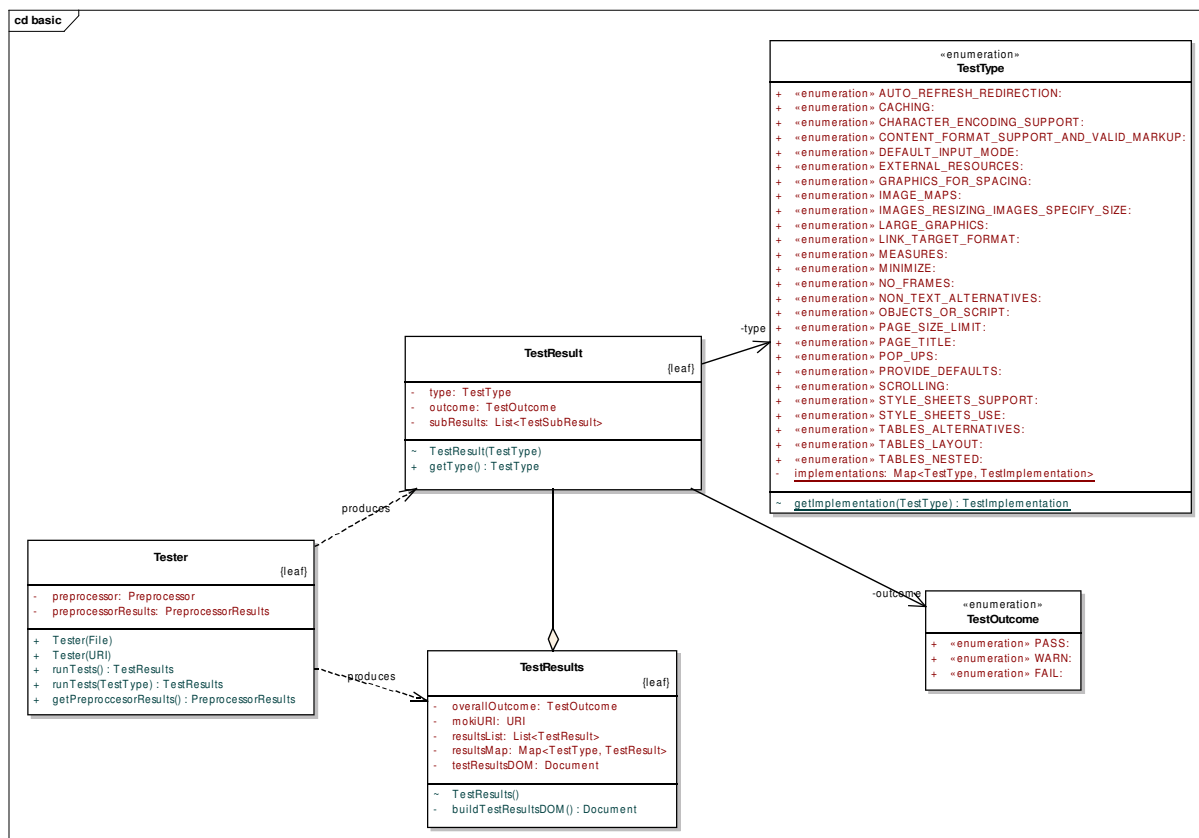 cd basic
«enumeration»
TestType
+ «enumeration» AUTO_REFRESH_REDIRECTION:
+ «enumeration» CACHING:
+ «enumeration» CHARACTER_ENCODING_SUPPORT:
+ «enumeration» CONTENT_FORMAT_SUPPORT_AND_VALID_MARKUP:
+ «enumeration» DEFAULT_INPUT_MODE:
+ «enumeration» EXTERNAL_RESOURCES:
+ «enumeration» GRAPHICS_FOR_SPACING:
+ «enumeration» IMAGE_MAPS:
+ «enumeration» IMAGES_RESIZING_IMAGES_SPECIFY_SIZE:
+ «enumeration» LARGE_GRAPHICS:
+ «enumeration» LINK_TARGET_FORMAT:
+ «enumeration» MEASURES:
+ «enumeration» MINIMIZE:
+ «enumeration» NO_FRAMES:
+ «enumeration» NON_TEXT_ALTERNATIVES:
+ «enumeration» OBJECTS_OR_SCRIPT:
+ «enumeration» PAGE_SIZE_LIMIT:
+ «enumeration» PAGE_TITLE:
+ «enumeration» POP_UPS:
+ «enumeration» PROVIDE_DEFAULTS:
+ «enumeration» SCROLLING:
+ «enumeration» STYLE_SHEETS_SUPPORT:
+ «enumeration» STYLE_SHEETS_USE:
+ «enumeration» TABLES_ALTERNATIVES:
+ «enumeration» TABLES_LAYOUT:
+ «enumeration» TABLES_NESTED:
- implementations: Map<TestType, TestImplementation>
~ getImplementation(TestType) : TestImplementation
-type
TestResult
{leaf}
- type: TestType
- outcome: TestOutcome
- subResults: List<TestSubResult>
~ TestResult(TestType)
+ getType() : TestType
produces
Tester
{leaf}
- preprocessor: Preprocessor
- preprocessorResults: PreprocessorResults
+ Tester(File)
+ Tester(URI)
+ runTests() : TestResults
+ runTests(TestType) : TestResults
+ getPreproccesorResults() : PreprocessorResults
produces
-outcome
«enumeration»
TestOutcome
+ «enumeration» PASS:
+ «enumeration» WARN:
+ «enumeration» FAIL:
TestResults
{leaf}
- overallOutcome: TestOutcome
- mokiURI: URI
- resultsList: List<TestResult>
- resultsMap: Map<TestType, TestResult>
- testResultsDOM: Document
~ TestResults()
- buildTestResultsDOM() : Document